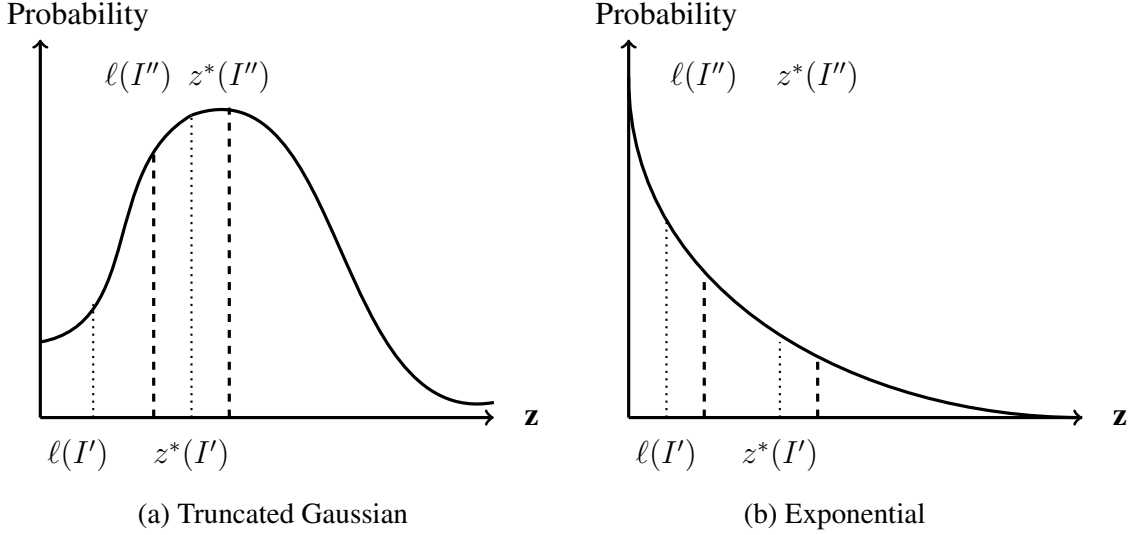 Probability
ℓ(I″) z*(I″)
z
ℓ(I′) z*(I′)
(a) Truncated Gaussian
Probability
ℓ(I″) z*(I″)
z
ℓ(I′) z*(I′)
(b) Exponential